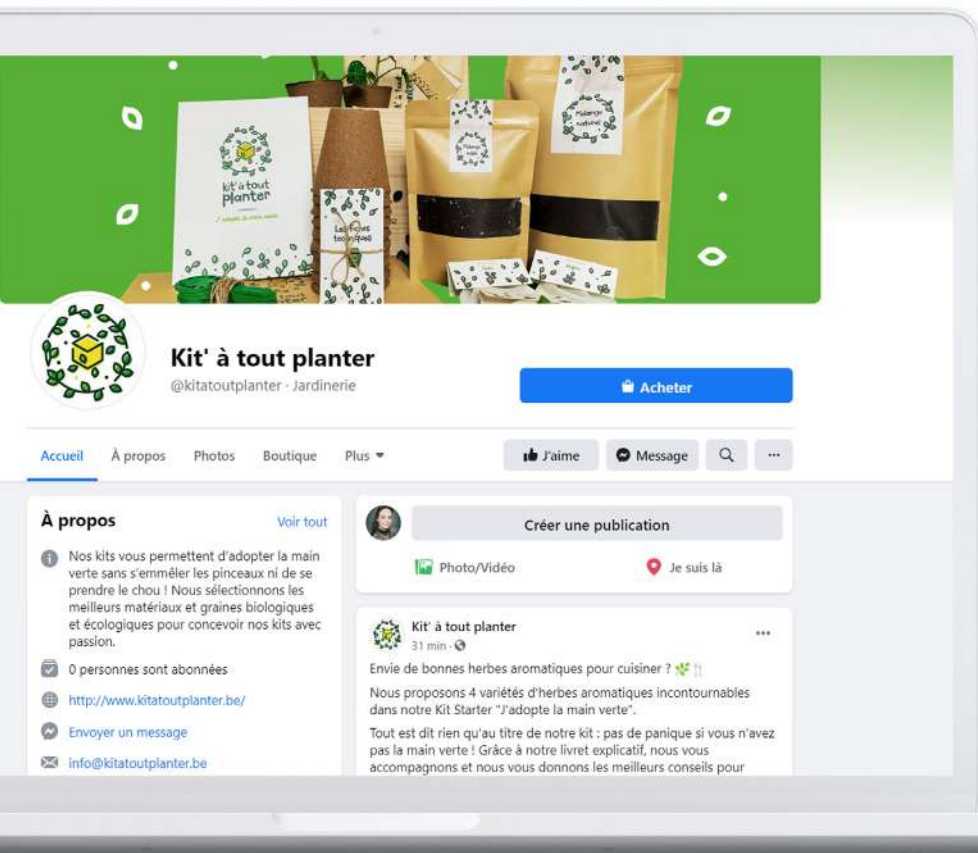 kit'à tout
planter
J'adopte la main verte
Les fiches
techniques
Mélange
naturel
Kit' à tout planter
@kitatoutplanter · Jardinerie
Acheter
Accueil À propos Photos Boutique Plus
J'aime Message
À propos Voir tout
Nos kits vous permettent d'adopter la main
verte sans s'emmêler les pinceaux ni de se
prendre le chou ! Nous sélectionnons les
meilleurs matériaux et graines biologiques
et écologiques pour concevoir nos kits avec
passion.
0 personnes sont abonnées
http://www.kitatoutplanter.be/
Envoyer un message
info@kitatoutplanter.be
Créer une publication
Photo/Vidéo Je suis là
Kit' à tout planter
31 min ·
Envie de bonnes herbes aromatiques pour cuisiner ?
Nous proposons 4 variétés d'herbes aromatiques incontournables
dans notre Kit Starter "J'adopte la main verte".
Tout est dit rien qu'au titre de notre kit : pas de panique si vous n'avez
pas la main verte ! Grâce à notre livret explicatif, nous vous
accompagnons et nous vous donnons les meilleurs conseils pour